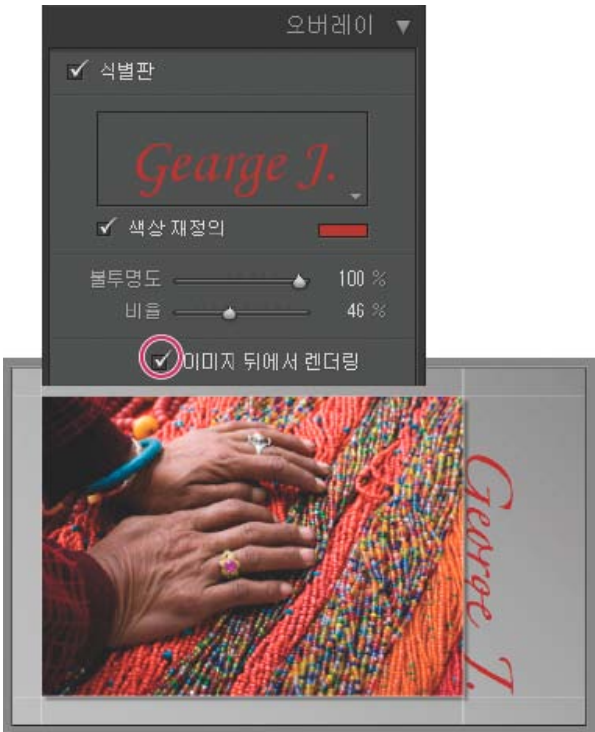 오버레이
식별판
Gearge J.
색상 재정의
불투명도 100 %
비율 46 %
이미지 뒤에서 렌더링
George J.